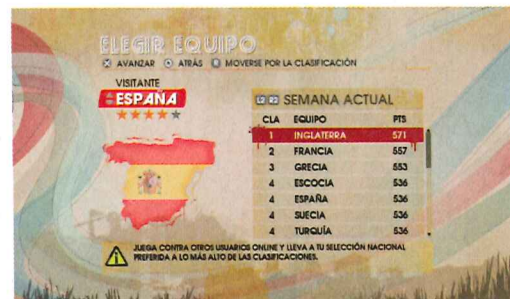 ELEGIR EQUIPO
AVANZAR ATRÁS MOVERSE POR LA CLASIFICACIÓN
VISITANTE
ESPAÑA
L2 R2 SEMANA ACTUAL
CLA EQUIPO PTS
1 INGLATERRA 571
2 FRANCIA 557
3 GRECIA 553
4 ESCOCIA 536
4 ESPAÑA 536
4 SUECIA 536
4 TURQUÍA 536
JUEGA CONTRA OTROS USUARIOS ONLINE Y LLEVA A TU SELECCIÓN NACIONAL
PREFERIDA A LO MÁS ALTO DE LAS CLASIFICACIONES.